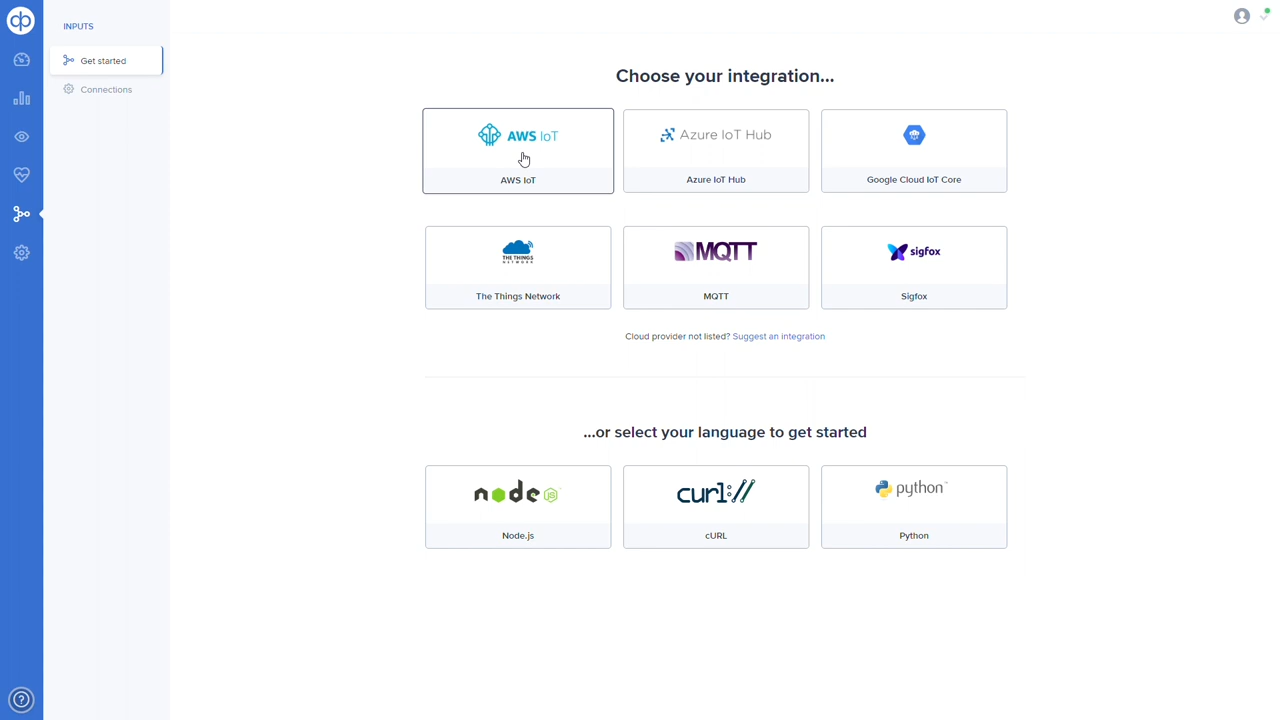 INPUTS
Get started
Connections
Choose your integration...
AWS IoT
AWS IoT
Azure IoT Hub
Azure IoT Hub
Google Cloud IoT Core
THE THINGS
NETWORK
The Things Network
MQTT
MQTT
sigfox
Sigfox
Cloud provider not listed? Suggest an integration
...or select your language to get started
node JS
Node.js
curl://
cURL
python™
Python